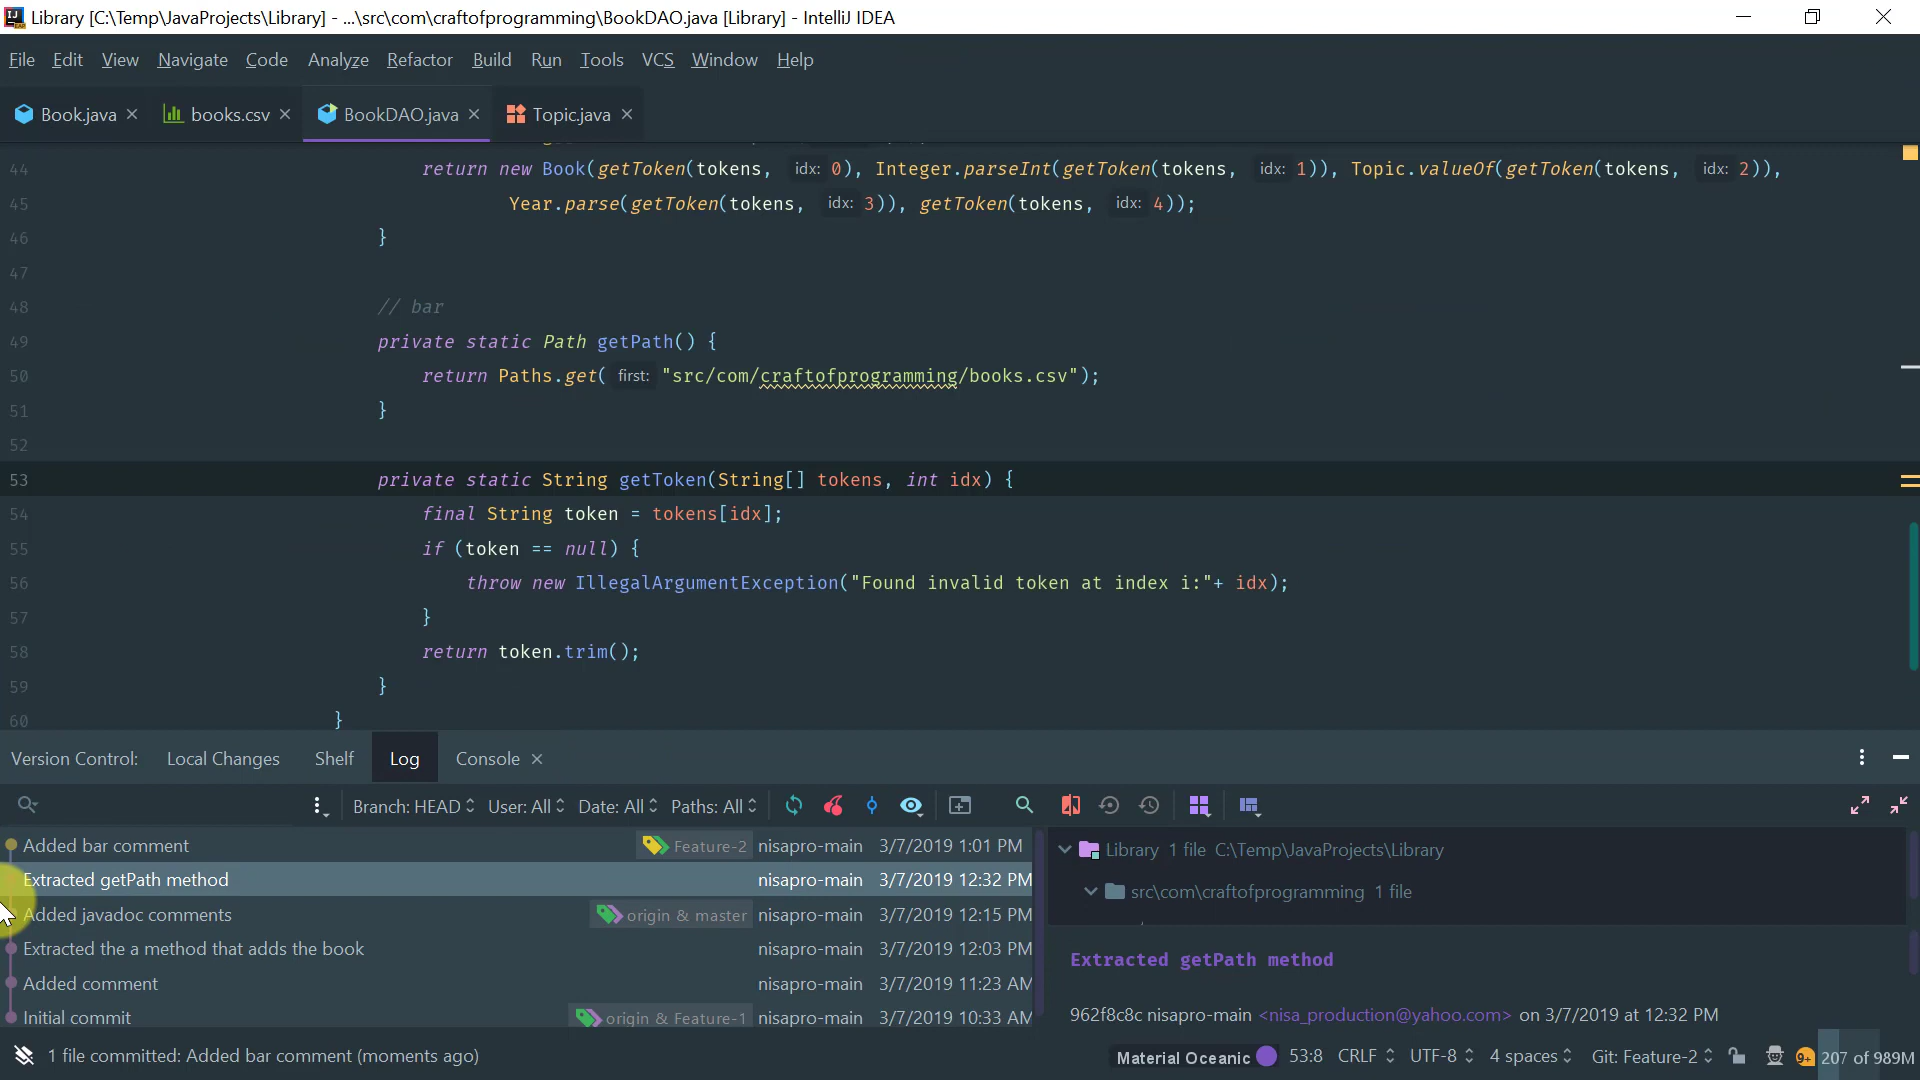 Library [C:\Temp\JavaProjects\Library] - ...\src\com\craftofprogramming\BookDAO.java [Library] - IntelliJ IDEA
File Edit View Navigate Code Analyze Refactor Build Run Tools VCS Window Help
Book.java books.csv BookDAO.java Topic.java
44 return new Book(getToken(tokens, idx: 0), Integer.parseInt(getToken(tokens, idx: 1)), Topic.valueOf(getToken(tokens, idx: 2)),
45 Year.parse(getToken(tokens, idx: 3)), getToken(tokens, idx: 4));
46 }
47
48 // bar
49 private static Path getPath() {
50 return Paths.get( first: "src/com/craftofprogramming/books.csv");
51 }
52
53 private static String getToken(String[] tokens, int idx) {
54 final String token = tokens[idx];
55 if (token == null) {
56 throw new IllegalArgumentException("Found invalid token at index i:"+ idx);
57 }
58 return token.trim();
59 }
60 }
Version Control: Local Changes Shelf Log Console
Branch: HEAD User: All Date: All Paths: All
Added bar comment Feature-2 nisapro-main 3/7/2019 1:01 PM
Extracted getPath method nisapro-main 3/7/2019 12:32 PM
Added javadoc comments origin & master nisapro-main 3/7/2019 12:15 PM
Extracted the a method that adds the book nisapro-main 3/7/2019 12:03 PM
Added comment nisapro-main 3/7/2019 11:23 AM
Initial commit origin & Feature-1 nisapro-main 3/7/2019 10:33 AM
Library 1 file C:\Temp\JavaProjects\Library
src\com\craftofprogramming 1 file
Extracted getPath method
962f8c8c nisapro-main <nisa_production@yahoo.com> on 3/7/2019 at 12:32 PM
1 file committed: Added bar comment (moments ago)
Material Oceanic 53:8 CRLF UTF-8 4 spaces Git: Feature-2 9+ 207 of 989M